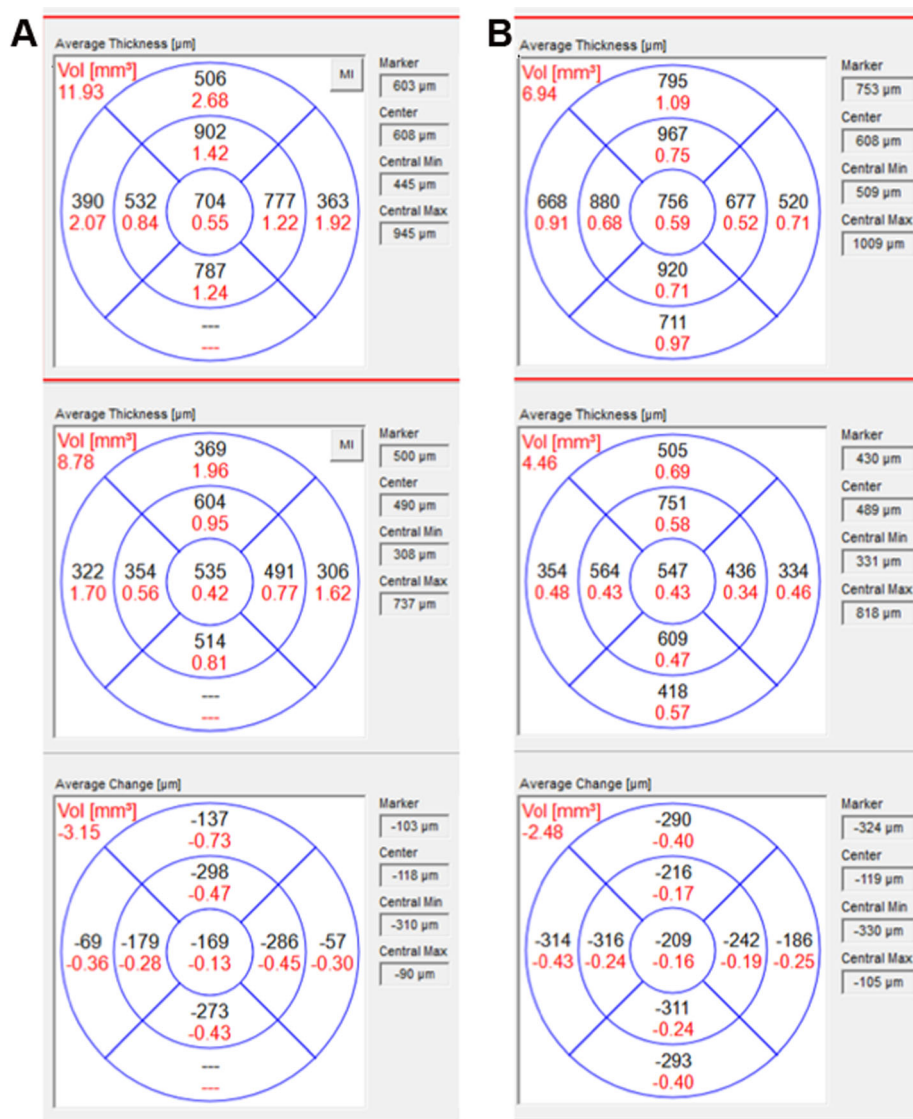 A
Average Thickness [µm]
Vol [mm³]
11.93
MI
506
2.68
902
1.42
390 532 704 777 363
2.07 0.84 0.55 1.22 1.92
787
1.24
---
---
Marker
603 µm
Center
608 µm
Central Min
445 µm
Central Max
945 µm
Average Thickness [µm]
Vol [mm³]
8.78
MI
369
1.96
604
0.95
322 354 535 491 306
1.70 0.56 0.42 0.77 1.62
514
0.81
---
---
Marker
500 µm
Center
490 µm
Central Min
308 µm
Central Max
737 µm
Average Change [µm]
Vol [mm³]
-3.15
-137
-0.73
-298
-0.47
-69 -179 -169 -286 -57
-0.36 -0.28 -0.13 -0.45 -0.30
-273
-0.43
---
---
Marker
-103 µm
Center
-118 µm
Central Min
-310 µm
Central Max
-90 µm
B
Average Thickness [µm]
Vol [mm³]
6.94
795
1.09
967
0.75
668 880 756 677 520
0.91 0.68 0.59 0.52 0.71
920
0.71
711
0.97
Marker
753 µm
Center
608 µm
Central Min
509 µm
Central Max
1009 µm
Average Thickness [µm]
Vol [mm³]
4.46
505
0.69
751
0.58
354 564 547 436 334
0.48 0.43 0.43 0.34 0.46
609
0.47
418
0.57
Marker
430 µm
Center
489 µm
Central Min
331 µm
Central Max
818 µm
Average Change [µm]
Vol [mm³]
-2.48
-290
-0.40
-216
-0.17
-314 -316 -209 -242 -186
-0.43 -0.24 -0.16 -0.19 -0.25
-311
-0.24
-293
-0.40
Marker
-324 µm
Center
-119 µm
Central Min
-330 µm
Central Max
-105 µm